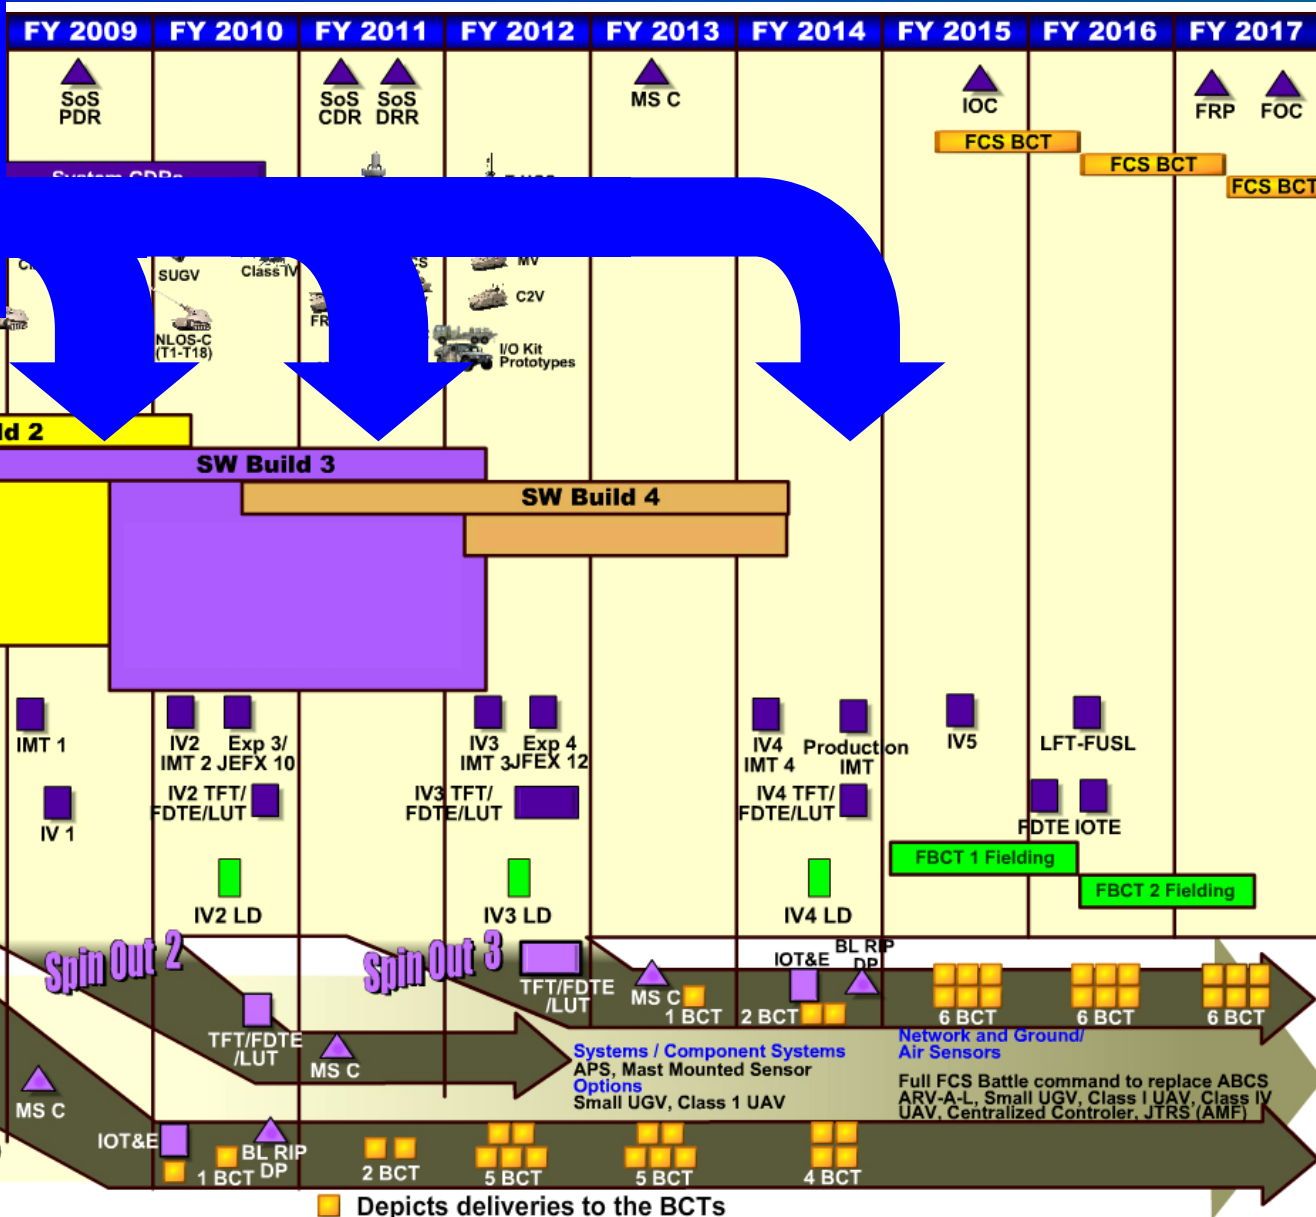 FY 2009 FY 2010 FY 2011 FY 2012 FY 2013 FY 2014 FY 2015 FY 2016 FY 2017
SoS
PDR
SoS
CDR
SoS
DRR
MS C
IOC
FRP
FOC
FCS BCT
FCS BCT
FCS BCT
System CDRs
SUGV
Class IV
MV
C2V
NLOS-C
(T1-T18)
I/O Kit
Prototypes
ld 2
SW Build 3
SW Build 4
IMT 1
IV2
IMT 2
Exp 3/
JEFX 10
IV3
IMT 3
Exp 4
JFEX 12
IV4
IMT 4
Production
IMT
IV5
LFT-FUSL
IV 1
IV2 TFT/
FDTE/LUT
IV3 TFT/
FDTE/LUT
IV4 TFT/
FDTE/LUT
FDTE IOTE
FBCT 1 Fielding
FBCT 2 Fielding
IV2 LD
IV3 LD
IV4 LD
Spin Out 2
Spin Out 3
TFT/FDTE
/LUT
MS C
1 BCT
IOT&E
2 BCT
BL RIP
DP
6 BCT
6 BCT
6 BCT
TFT/FDTE
/LUT
MS C
Systems / Component Systems
APS, Mast Mounted Sensor
Options
Small UGV, Class 1 UAV
Network and Ground/
Air Sensors
Full FCS Battle command to replace ABCS
ARV-A-L, Small UGV, Class I UAV, Class IV
UAV, Centralized Controler, JTRS (AMF)
MS C
IOT&E
1 BCT
BL RIP
DP
2 BCT
5 BCT
5 BCT
4 BCT
Depicts deliveries to the BCTs